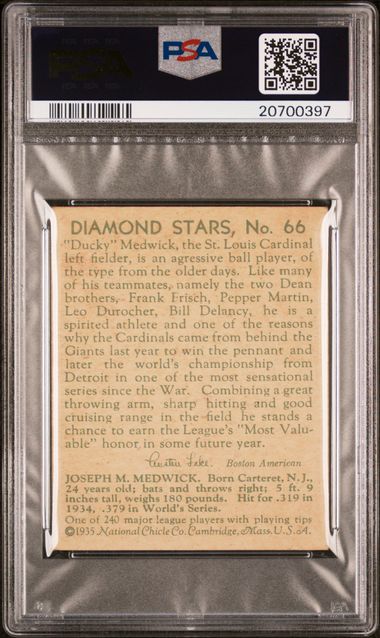 PSA
PSA
20700397
DIAMOND STARS, No. 66
"Ducky" Medwick, the St. Louis Cardinal
left fielder, is an agressive ball player, of
the type from the older days. Like many
of his teammates, namely the two Dean
brothers, Frank Frisch, Pepper Martin,
Leo Durocher, Bill Delancy, he is a
spirited athlete and one of the reasons
why the Cardinals came from behind the
Giants last year to win the pennant and
later the world's championship from
Detroit in one of the most sensational
series since the War. Combining a great
throwing arm, sharp hitting and good
cruising range in the field he stands a
chance to earn the League's "Most Valu-
able" honor in some future year.
Austen Lake. Boston American
JOSEPH M. MEDWICK. Born Carteret, N.J.,
24 years old; bats and throws right; 5 ft. 9
inches tall, weighs 180 pounds. Hit for .319 in
1934, .379 in World's Series.
One of 240 major league players with playing tips
©1935 National Chicle Co. Cambridge, Mass. U.S.A.